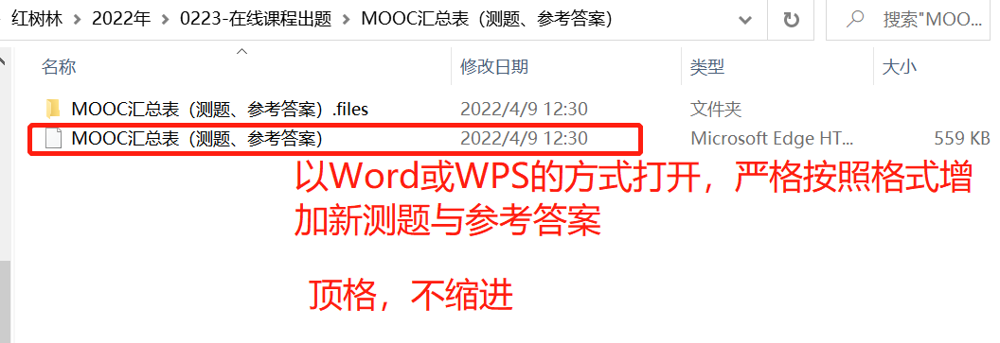 红树林 > 2022年 > 0223-在线课程出题 > MOOC汇总表（测题、参考答案） 搜索"MOO...
名称 修改日期 类型 大小
MOOC汇总表（测题、参考答案）.files 2022/4/9 12:30 文件夹
MOOC汇总表（测题、参考答案） 2022/4/9 12:30 Microsoft Edge HT... 559 KB
以Word或WPS的方式打开，严格按照格式增
加新测题与参考答案
顶格，不缩进